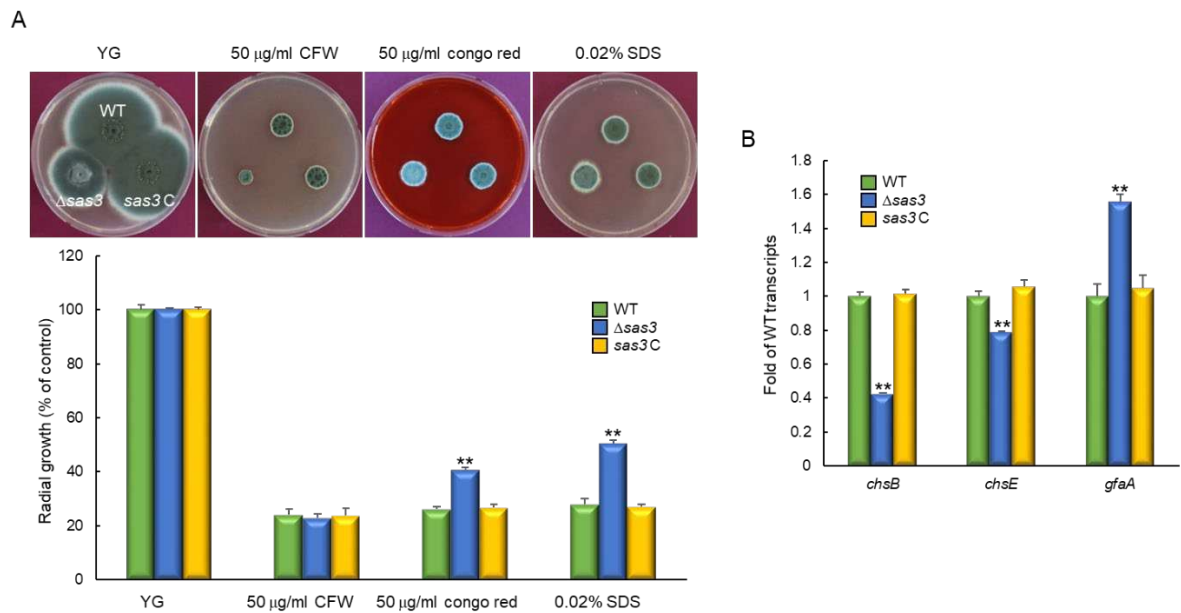 A
YG
50 μg/ml CFW
50 μg/ml congo red
0.02% SDS
WT
Δsas3
sas3 C
120
100
80
60
40
20
0
Radial growth (% of control)
WT
Δsas3
sas3 C
**
**
YG
50 μg/ml CFW
50 μg/ml congo red
0.02% SDS
B
1.8
1.6
1.4
1.2
1
0.8
0.6
0.4
0.2
0
Fold of WT transcripts
WT
Δsas3
sas3 C
**
**
**
chsB
chsE
gfaA